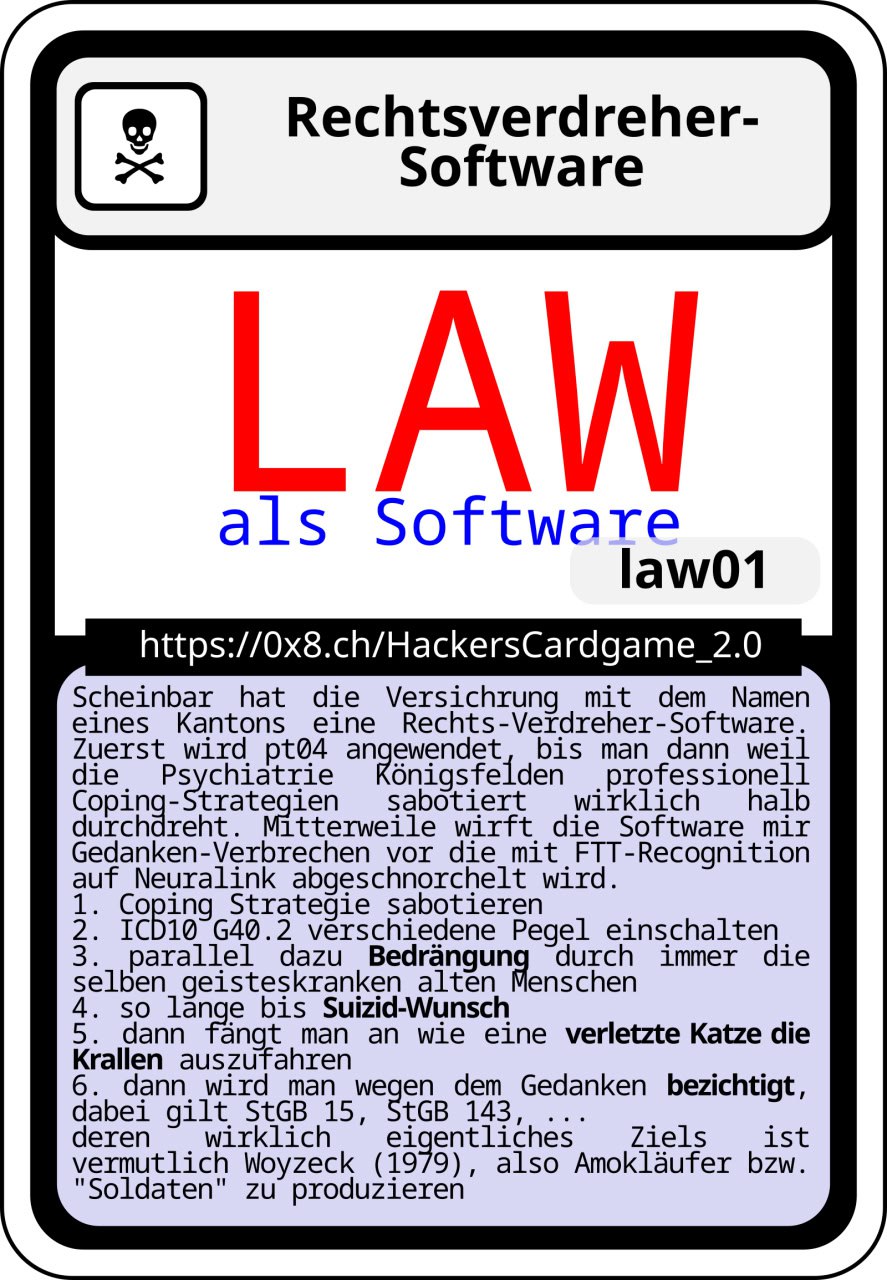 Rechtsverdreher-
Software
LAW
als Software
law01
https://0x8.ch/HackersCardgame_2.0
Scheinbar hat die Versichrung mit dem Namen
eines Kantons eine Rechts-Verdreher-Software.
Zuerst wird pt04 angewendet, bis man dann weil
die Psychiatrie Königsfelden professionell
Coping-Strategien sabotiert wirklich halb
durchdreht. Mitterweile wirft die Software mir
Gedanken-Verbrechen vor die mit FTT-Recognition
auf Neuralink abgeschnorchelt wird.
1. Coping Strategie sabotieren
2. ICD10 G40.2 verschiedene Pegel einschalten
3. parallel dazu Bedrängung durch immer die
selben geisteskranken alten Menschen
4. so lange bis Suizid-Wunsch
5. dann fängt man an wie eine verletzte Katze die
Krallen auszufahren
6. dann wird man wegen dem Gedanken bezichtigt,
dabei gilt StGB 15, StGB 143, ...
deren wirklich eigentliches Ziels ist
vermutlich Woyzeck (1979), also Amokläufer bzw.
"Soldaten" zu produzieren